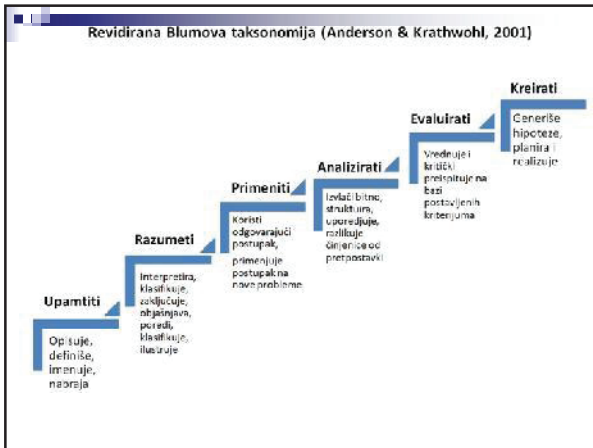 Revidirana Blumova taksonomija (Anderson & Krathwohl, 2001)
Upamtiti
Opisuje,
definiše,
imenuje,
nabraja
Razumeti
Interpretira,
klasifikuje,
zaključuje,
objašnjava,
poredi,
klasifikuje,
ilustruje
Primeniti
Koristi
odgovarajući
postupak,
primenjuje
postupak na
nove probleme
Analizirati
Izvlači bitno,
struktuira,
uporedjuje,
razlikuje
činjenice od
pretpostavki
Evaluirati
Vrednuje i
kritički
preispituje na
bazi
postavljenih
kriterijuma
Kreirati
Generiše
hipoteze,
planira i
realizuje